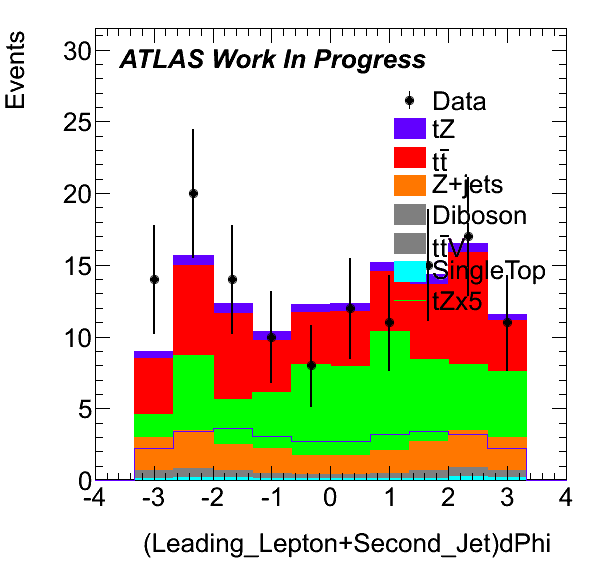 Events
ATLAS Work In Progress
30
25
20
15
10
5
0
Data
tZ
tt̄
Z+jets
Diboson
tt̄V
SingleTop
tZx5
-4 -3 -2 -1 0 1 2 3 4
(Leading_Lepton+Second_Jet)dPhi